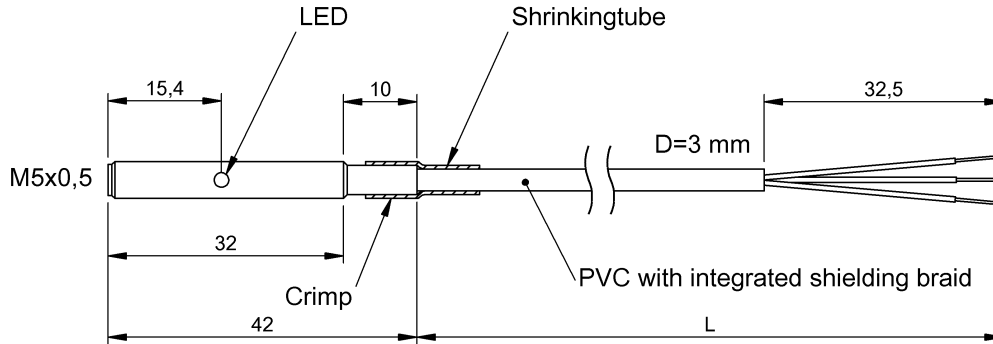 LED
Shrinkingtube
15,4
10
32,5
D=3 mm
M5x0,5
32
PVC with integrated shielding braid
Crimp
42
L